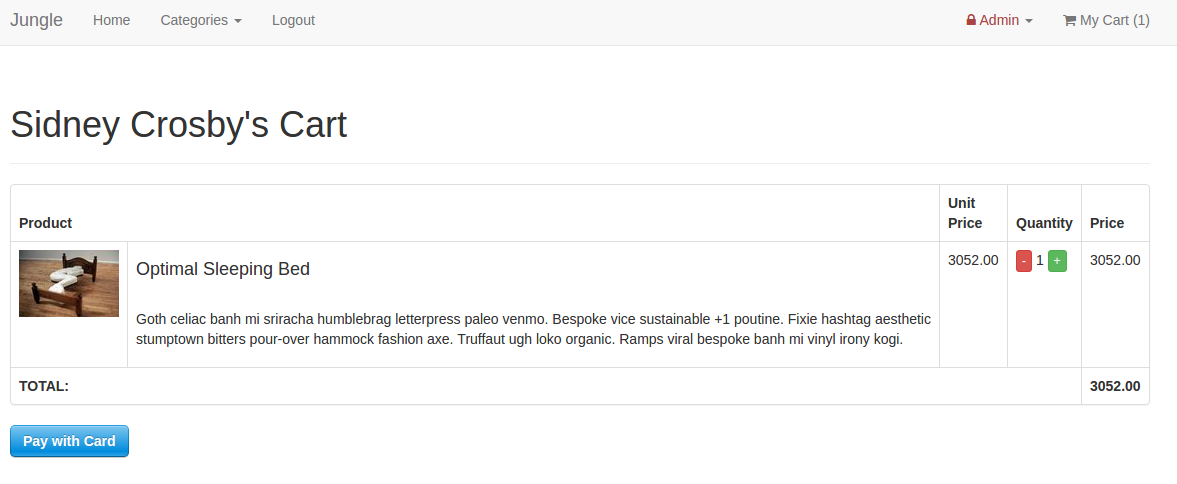 Jungle Home Categories Logout Admin My Cart (1)
Sidney Crosby's Cart
Product Unit Price Quantity Price
Optimal Sleeping Bed 3052.00 - 1 + 3052.00
Goth celiac banh mi sriracha humblebrag letterpress paleo venmo. Bespoke vice sustainable +1 poutine. Fixie hashtag aesthetic
stumptown bitters pour-over hammock fashion axe. Truffaut ugh loko organic. Ramps viral bespoke banh mi vinyl irony kogi.
TOTAL: 3052.00
Pay with Card